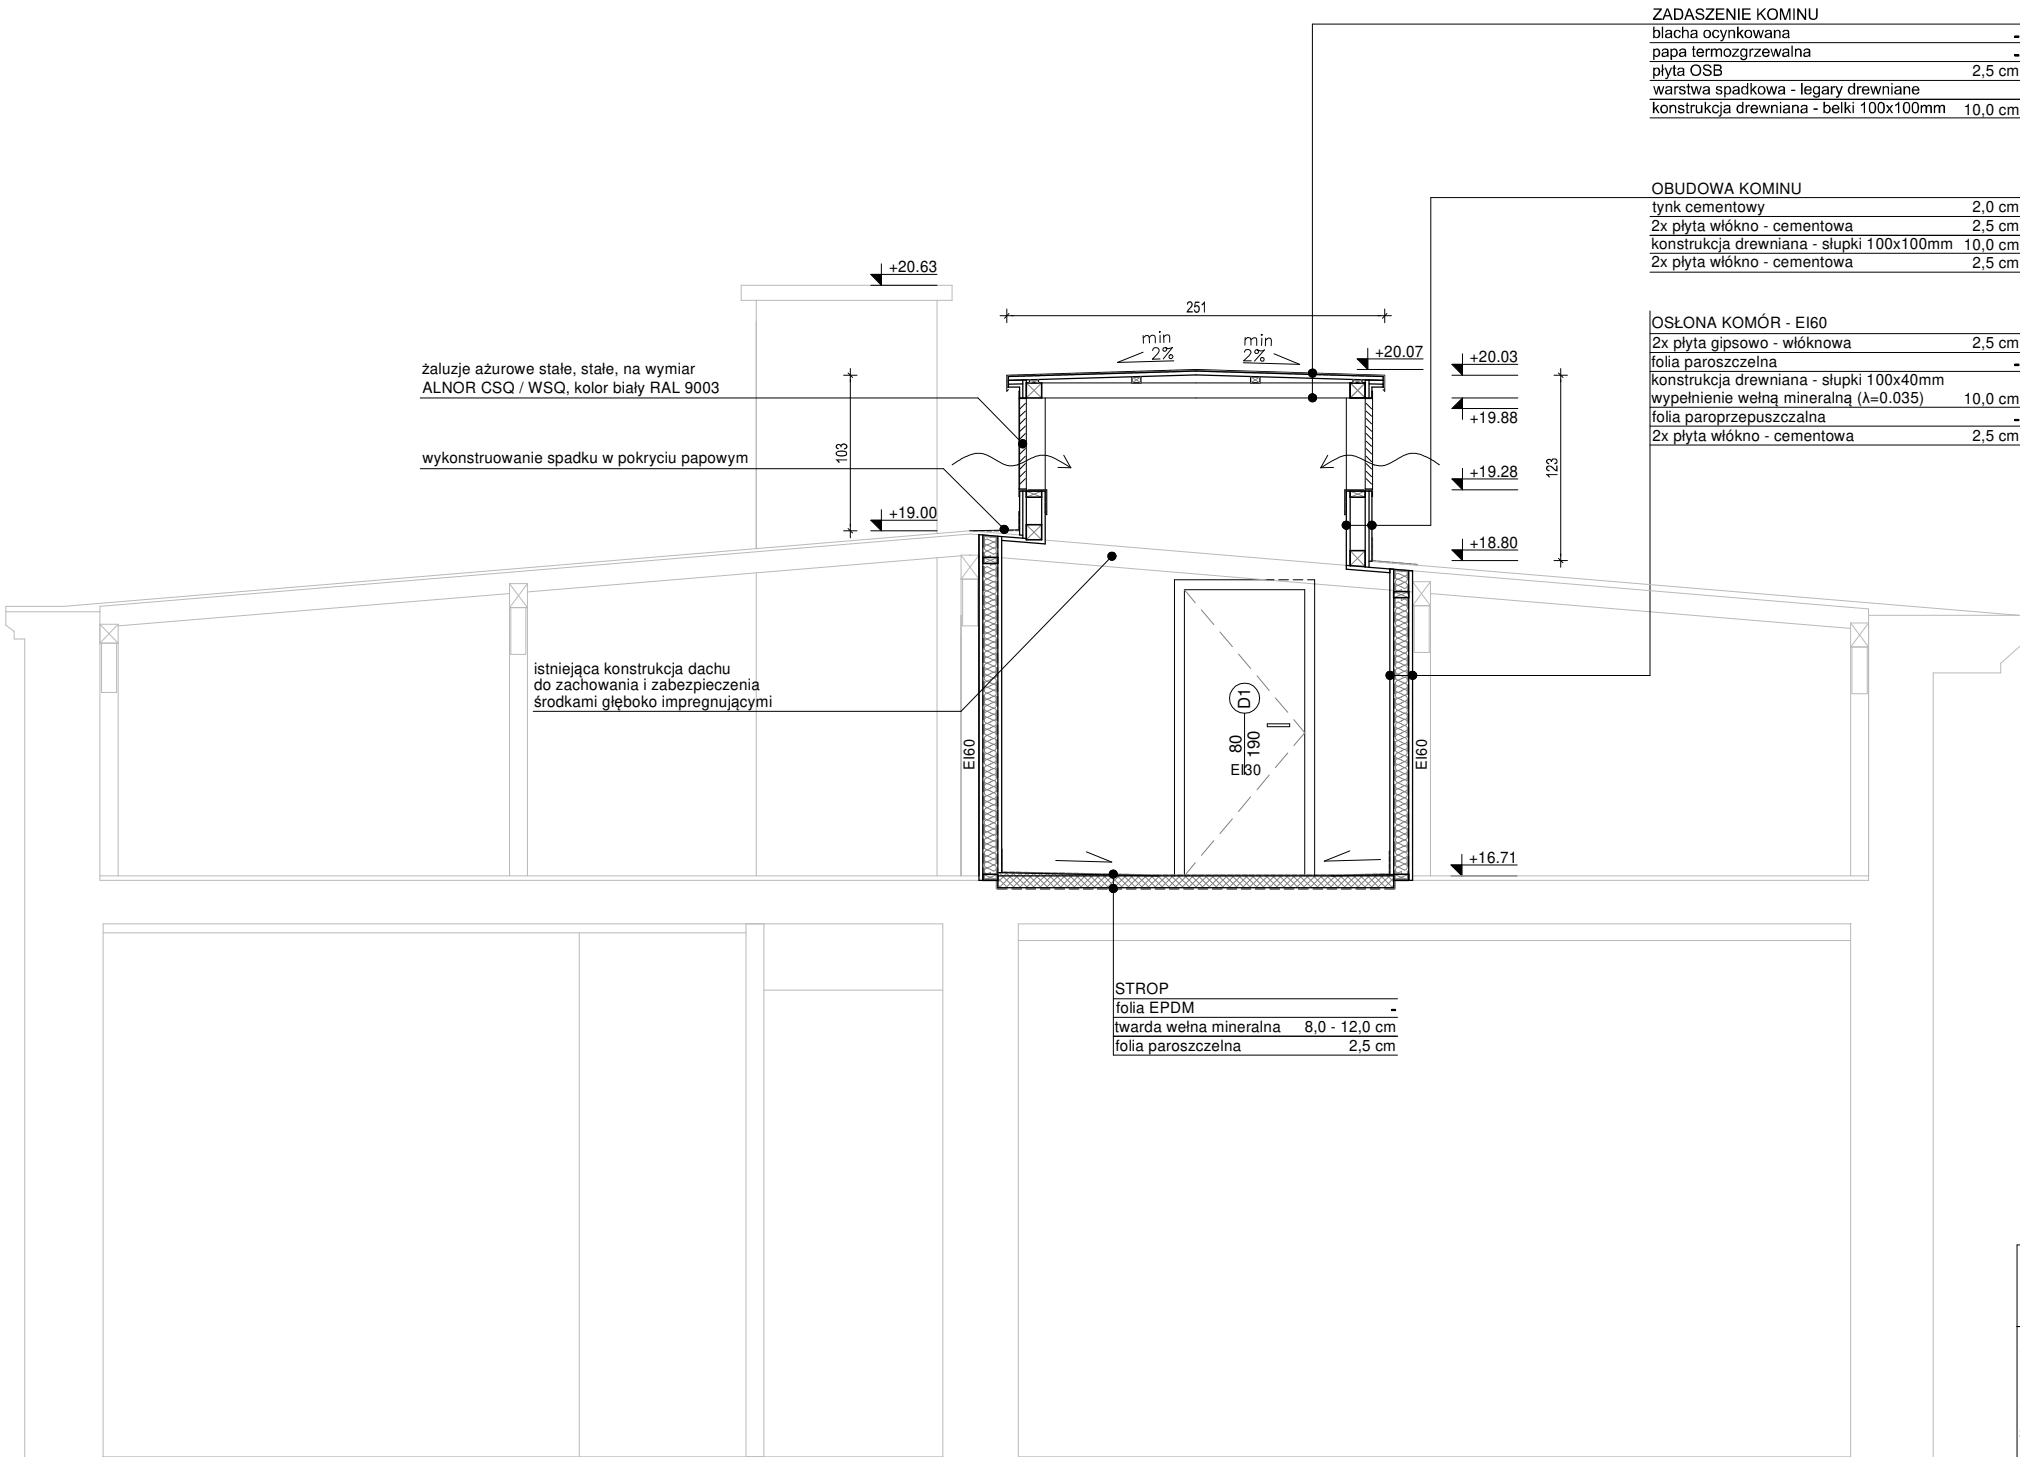 ZADASZENIE KOMINU
blacha ocynkowana -
papa termozgrzewalna -
płyta OSB 2,5 cm
warstwa spadkowa - legary drewniane
konstrukcja drewniana - belki 100x100mm 10,0 cm
OBUDOWA KOMINU
tynk cementowy 2,0 cm
2x płyta włókno - cementowa 2,5 cm
konstrukcja drewniana - słupki 100x100mm 10,0 cm
2x płyta włókno - cementowa 2,5 cm
OSŁONA KOMÓR - EI60
2x płyta gipsowo - włóknowa 2,5 cm
folia paroszczelna -
konstrukcja drewniana - słupki 100x40mm
wypełnienie wełną mineralną (λ=0.035) 10,0 cm
folia paroprzepuszczalna -
2x płyta włókno - cementowa 2,5 cm
+20.63
251
min
2%
min
2%
+20.07
+20.03
żaluzje ażurowe stałe, stałe, na wymiar
ALNOR CSQ / WSQ, kolor biały RAL 9003
+19.88
103
wykonstruowanie spadku w pokryciu papowym
+19.28
123
+19.00
+18.80
istniejąca konstrukcja dachu
do zachowania i zabezpieczenia
środkami głęboko impregnującymi
D1
80
190
EI30
EI60
EI60
+16.71
STROP
folia EPDM -
twarda wełna mineralna 8,0 - 12,0 cm
folia paroszczelna 2,5 cm